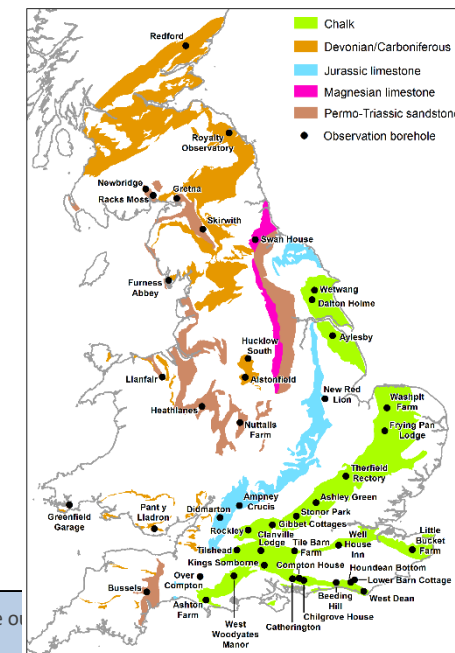 Chalk
Devonian/Carboniferous
Jurassic limestone
Magnesian limestone
Permo-Triassic sandstone
Observation borehole
Redford
Royalty
Observatory
Newbridge
Racks Moss
Gretna
Skirwith
Swan House
Furness
Abbey
Wetwang
Dalton Holme
Aylesby
Hucklow
South
Alstonfield
Llanfair
Heathlanes
Nuttalls
Farm
New Red
Lion
Washpit
Farm
Frying Pan
Lodge
Therfield
Rectory
Greenfield
Garage
Pant y
Lladron
Didmarton
Ampney
Crucis
Ashley Green
Stonor Park
Gibbet Cottages
Rockley
Clanville
Lodge
Tile Barn
Farm
Well
House
Inn
Little
Bucket
Farm
Tilshead
Kings Somborne
Compton House
Houndean Bottom
Lower Barn Cottage
Bussels
Over
Compton
Ashton
Farm
West
Woodyates
Manor
Catherington
Chilgrove House
Beeding
Hill
West Dean
e ou